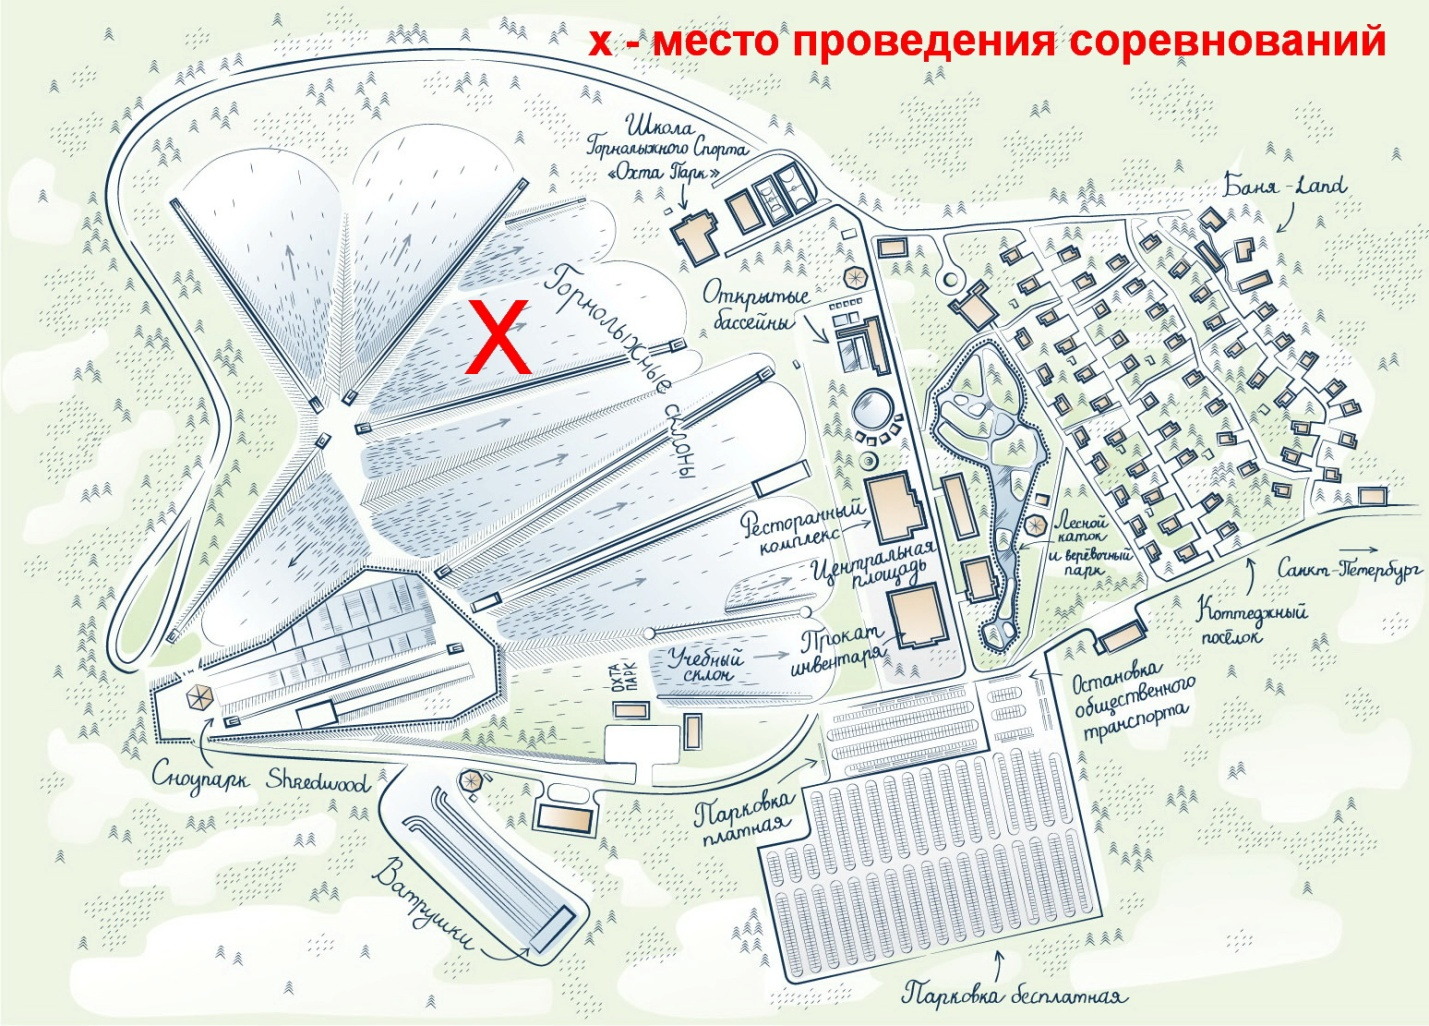 х - место проведения соревнований
Школа
Горнолыжного Спорта
«Охта Парк»
Баня-Land
Горнолыжные склоны
X
Открытые
бассейны
Ресторанный
комплекс
Центральная
площадь
Лесной
каток
и верёвочный
парк
Санкт-Петербург
Коттеджный
посёлок
Прокат
инвентаря
Учебный
склон
ОХТА
ПАРК
Остановка
общественного
транспорта
Сноупарк Shredwood
Парковка
платная
Ватрушки
Парковка бесплатная